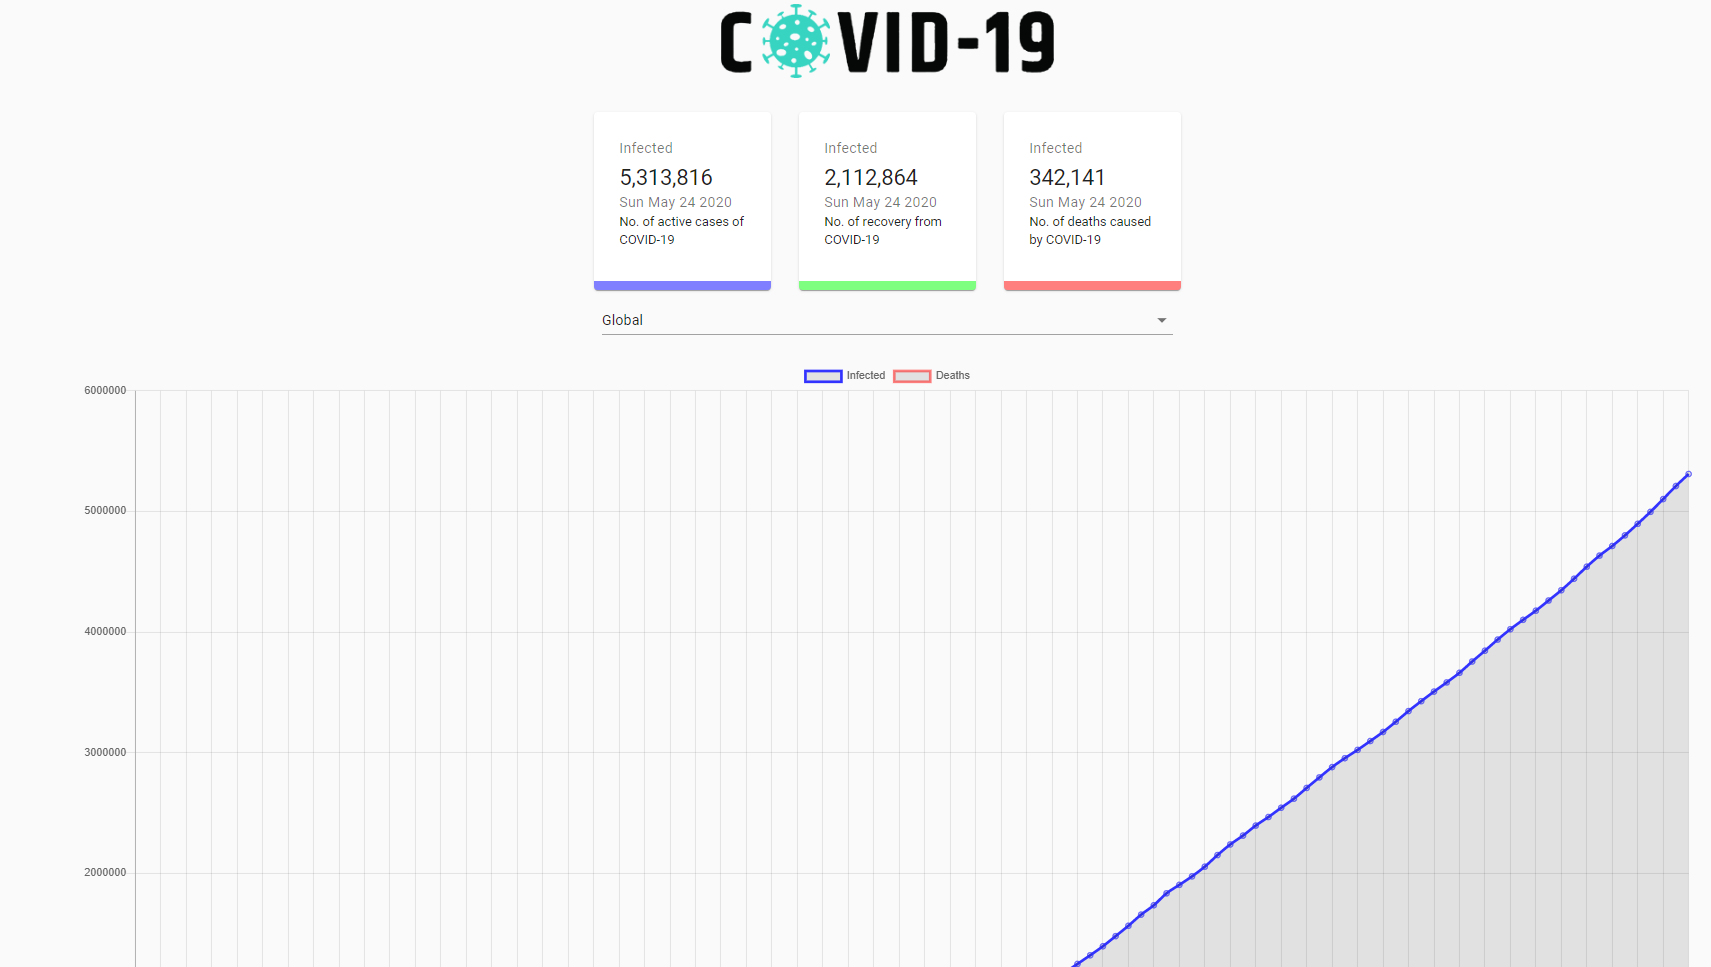 COVID-19
Infected
5,313,816
Sun May 24 2020
No. of active cases of
COVID-19
Infected
2,112,864
Sun May 24 2020
No. of recovery from
COVID-19
Infected
342,141
Sun May 24 2020
No. of deaths caused
by COVID-19
Global
Infected Deaths
6000000
5000000
4000000
3000000
2000000